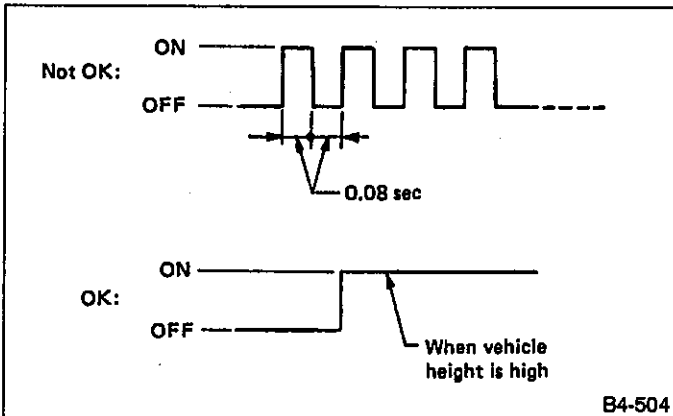 ON
Not OK:
OFF
0.08 sec
ON
OK:
OFF
When vehicle
height is high
B4-504